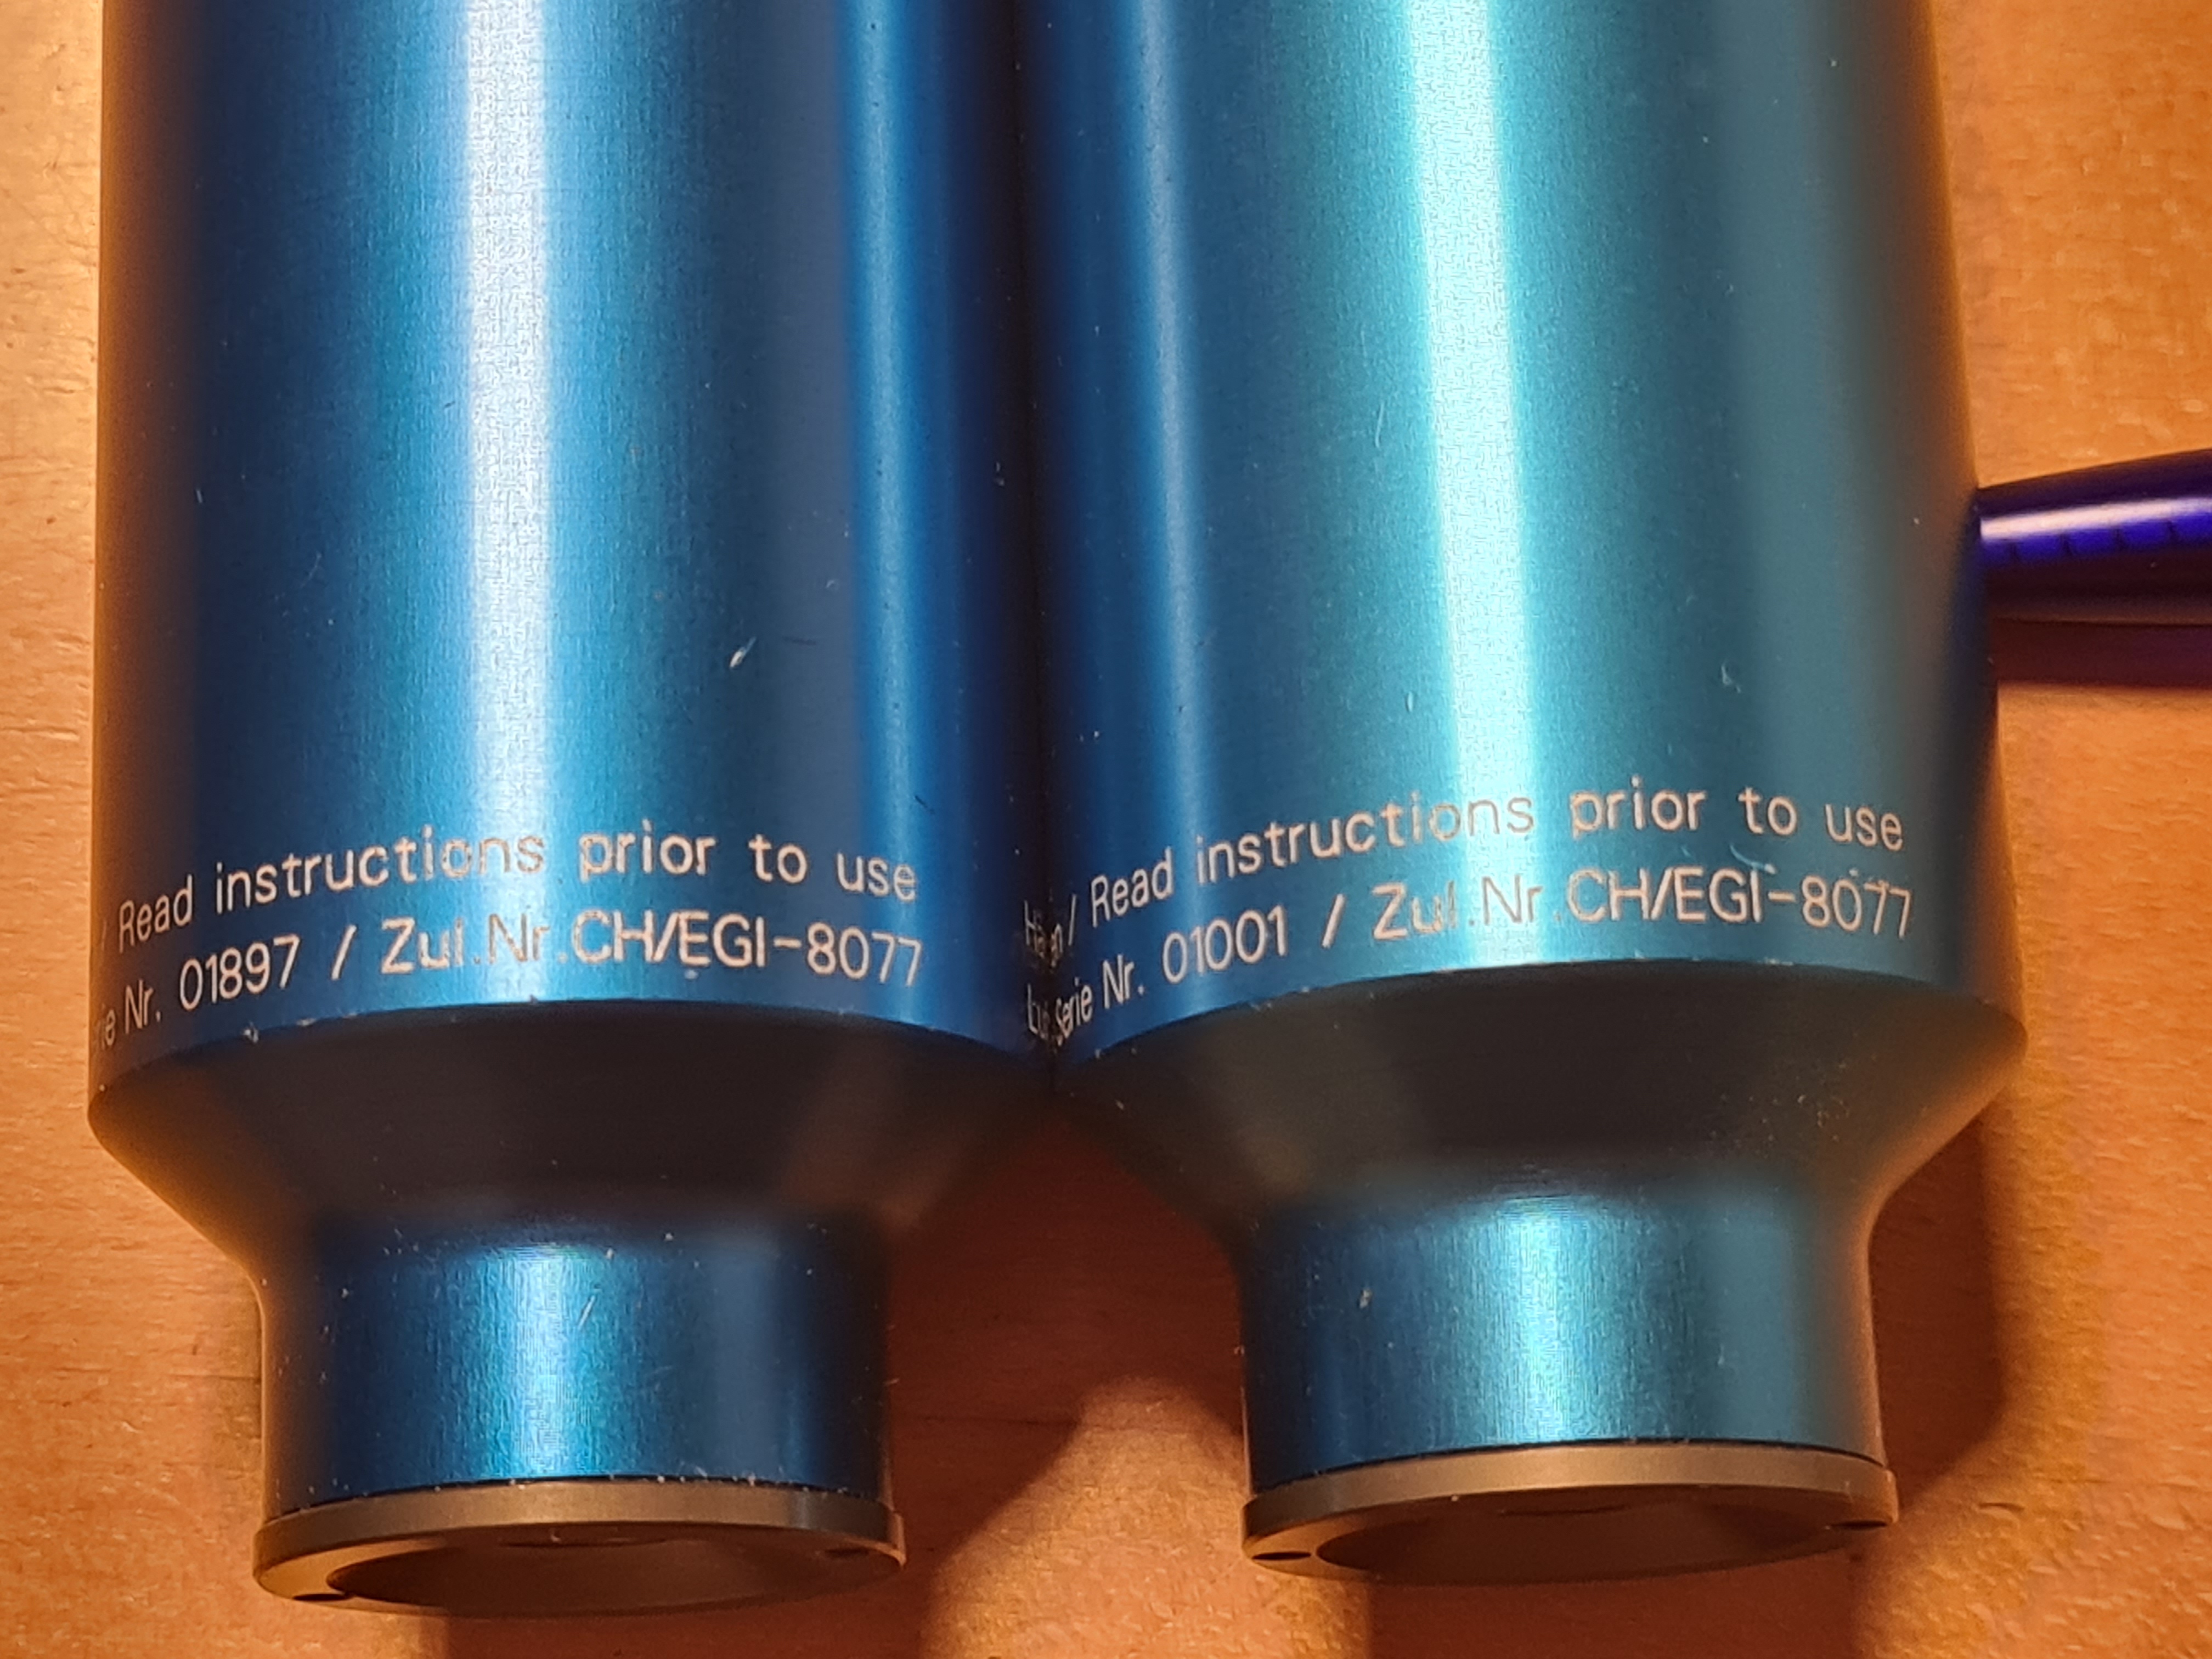 / Read instructions prior to use
Nr. 01897 / Zul.Nr.CH/EGI-8077
/ Read instructions prior to use
Serie Nr. 01001 / Zul.Nr.CH/EGI-8077